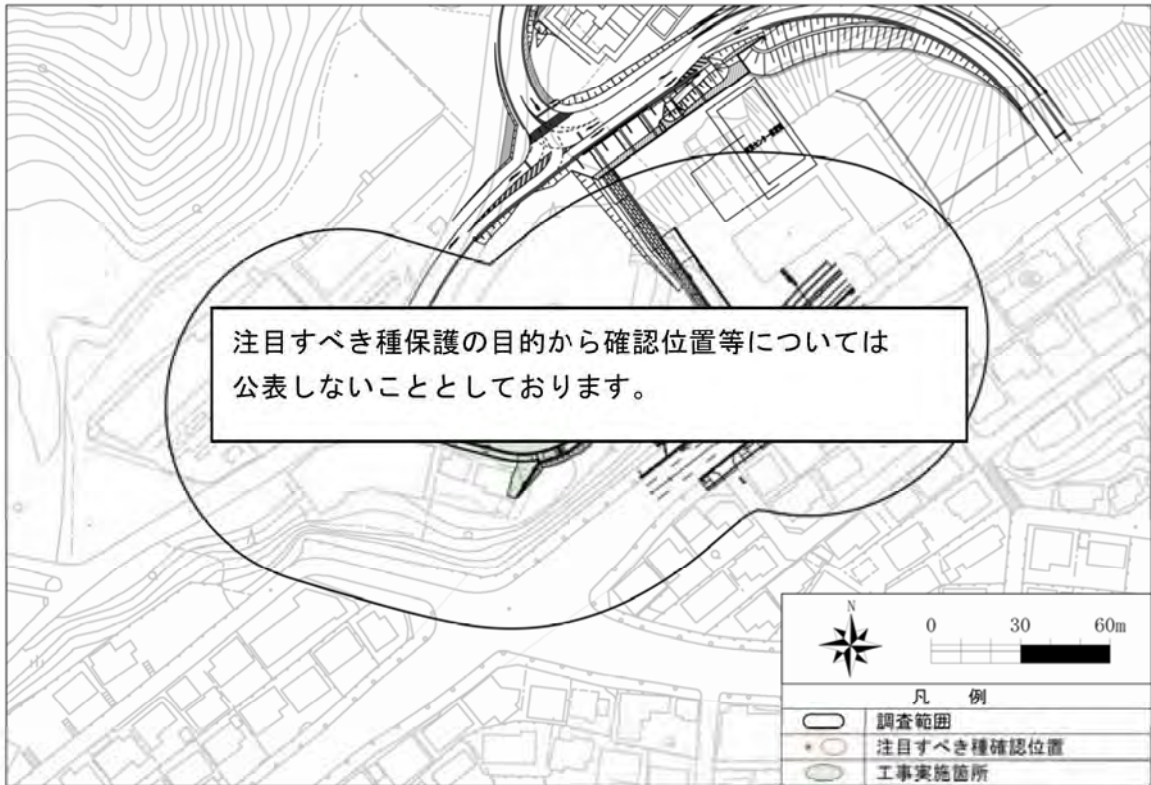 注目すべき種保護の目的から確認位置等については
公表しないこととしております。
N
0 30 60m
凡 例
調査範囲
注目すべき種確認位置
工事実施箇所